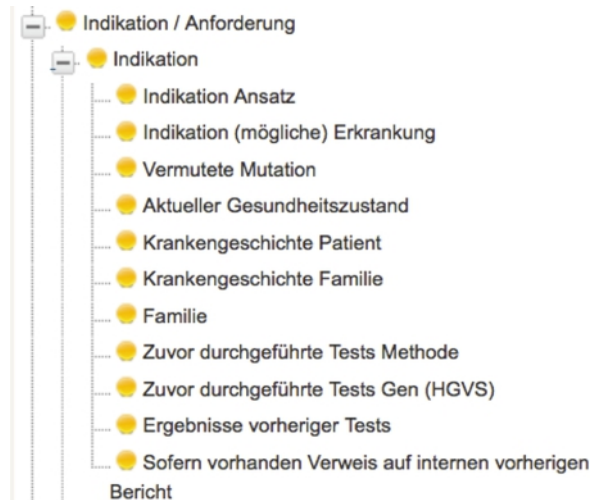 Indikation / Anforderung
Indikation
Indikation Ansatz
Indikation (mögliche) Erkrankung
Vermutete Mutation
Aktueller Gesundheitszustand
Krankengeschichte Patient
Krankengeschichte Familie
Familie
Zuvor durchgeführte Tests Methode
Zuvor durchgeführte Tests Gen (HGVS)
Ergebnisse vorheriger Tests
Sofern vorhanden Verweis auf internen vorherigen
Bericht